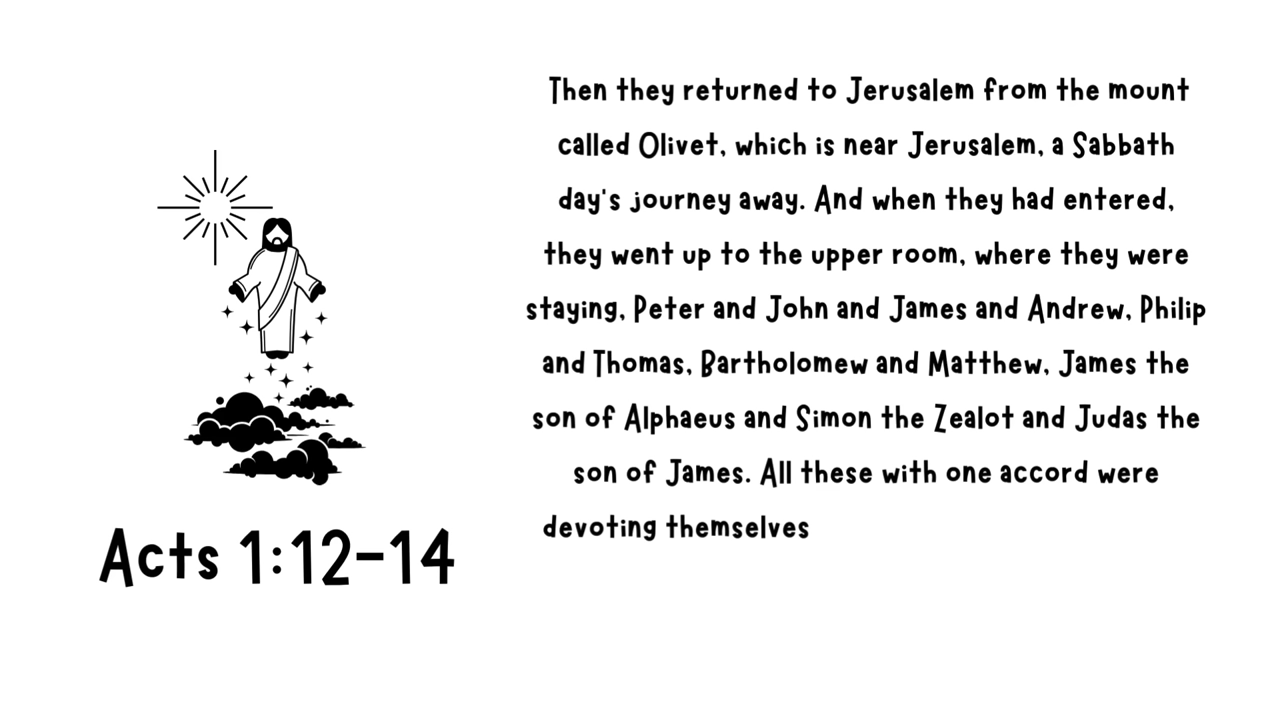 Then they returned to Jerusalem from the mount
called Olivet, which is near Jerusalem, a Sabbath
day's journey away. And when they had entered,
they went up to the upper room, where they were
staying, Peter and John and James and Andrew, Philip
and Thomas, Bartholomew and Matthew, James the
son of Alphaeus and Simon the Zealot and Judas the
son of James. All these with one accord were
devoting themselves
Acts 1:12-14